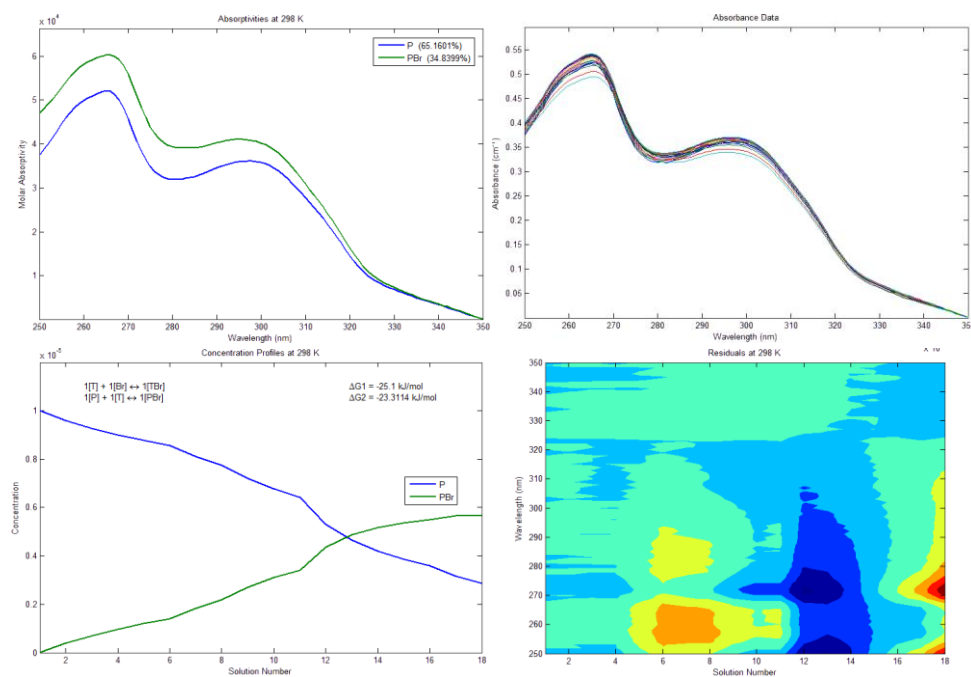 Absorptivities at 298 K
x 10⁴
6
5
4
3
2
1
Molar Absorptivity
P (65.1601%)
PBr (34.8399%)
250 260 270 280 290 300 310 320 330 340 350
Wavelength (nm)
Absorbance Data
0.55
0.5
0.45
0.4
0.35
0.3
0.25
0.2
0.15
0.1
0.05
Absorbance (cm⁻¹)
250 260 270 280 290 300 310 320 330 340 350
Wavelength (nm)
Concentration Profiles at 298 K
x 10⁻⁵
1[T] + 1[Br] ↔ 1[TBr]
1[P] + 1[T] ↔ 1[PBr]
ΔG1 = -25.1 kJ/mol
ΔG2 = -23.3114 kJ/mol
1
0.8
0.6
0.4
0.2
0
Concentration
P
PBr
2 4 6 8 10 12 14 16 18
Solution Number
Residuals at 298 K
350
340
330
320
310
300
290
280
270
260
250
Wavelength (nm)
2 4 6 8 10 12 14 16 18
Solution Number